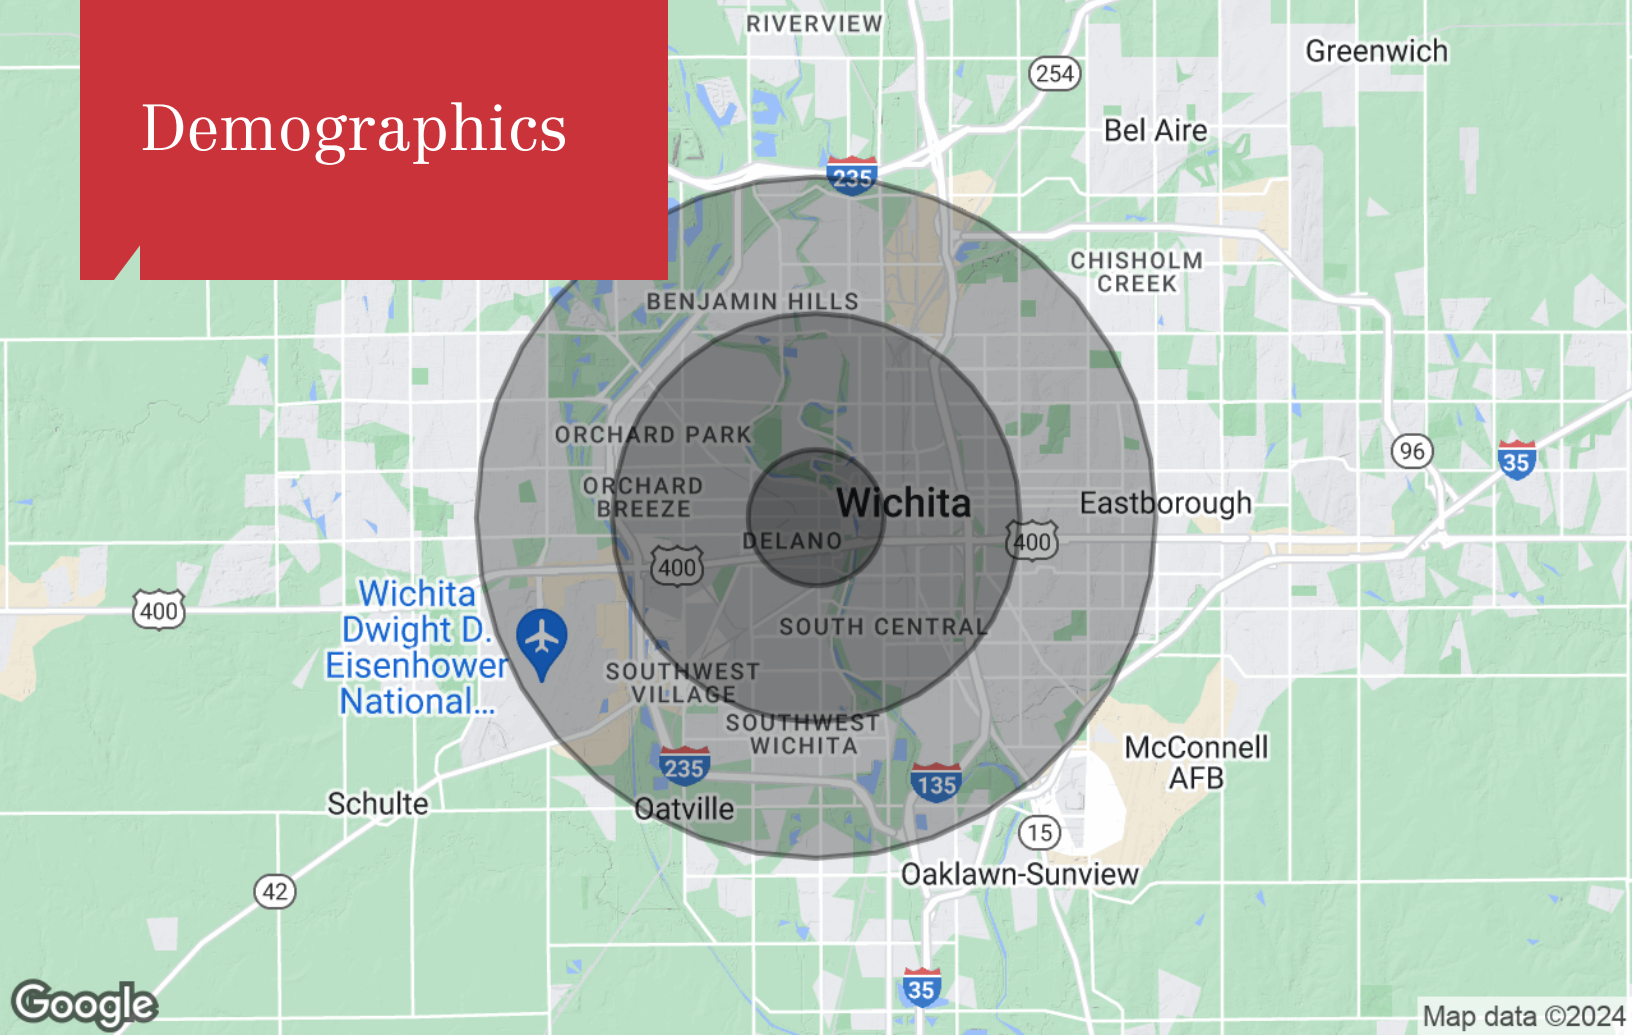 Demographics
RIVERVIEW
Greenwich
254
Bel Aire
235
CHISHOLM
CREEK
BENJAMIN HILLS
ORCHARD PARK
96
35
ORCHARD
BREEZE
Wichita
Eastborough
DELANO
400
400
400
Wichita
Dwight D.
Eisenhower
National...
SOUTH CENTRAL
SOUTHWEST
VILLAGE
SOUTHWEST
WICHITA
McConnell
AFB
235
135
Schulte
Oatville
15
Oaklawn-Sunview
42
35
Google
Map data ©2024